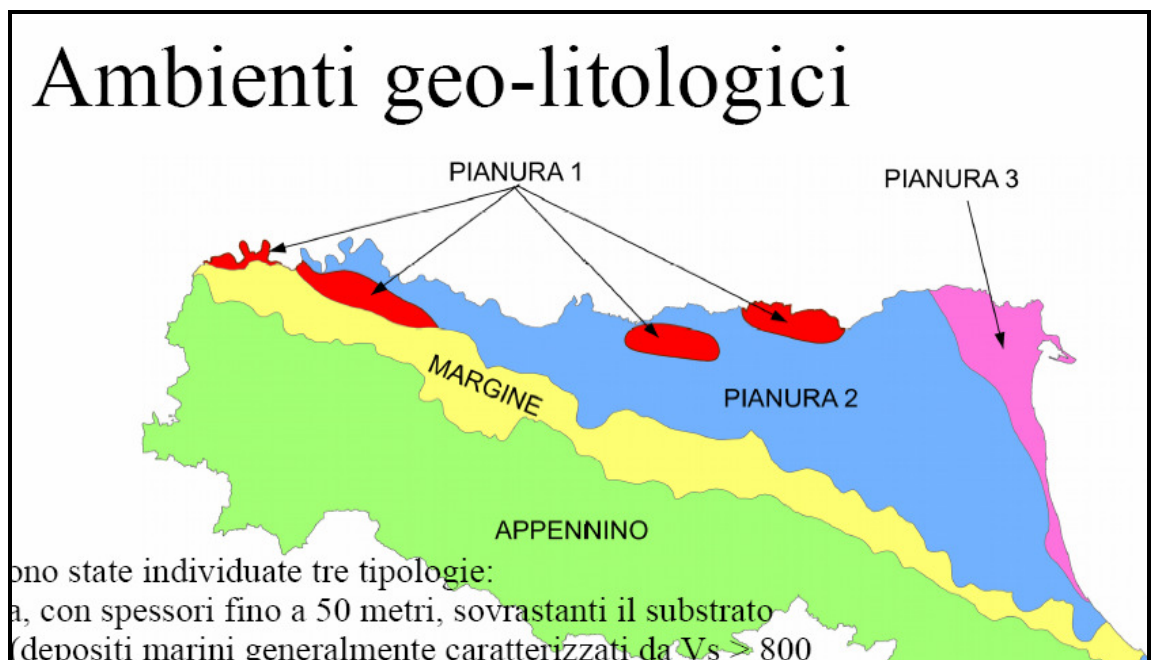 Ambienti geo-litologici
PIANURA 1
PIANURA 3
MARGINE
PIANURA 2
APPENNINO
ono state individuate tre tipologie:
a, con spessori fino a 50 metri, sovrastanti il substrato
(depositi marini generalmente caratterizzati da Vs > 800